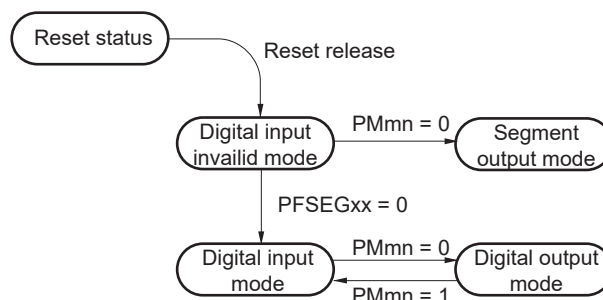 Reset status
Reset release
Digital input
invailid mode
PMmn = 0
Segment
output mode
PFSEGxx = 0
Digital input
mode
PMmn = 0
PMmn = 1
Digital output
mode